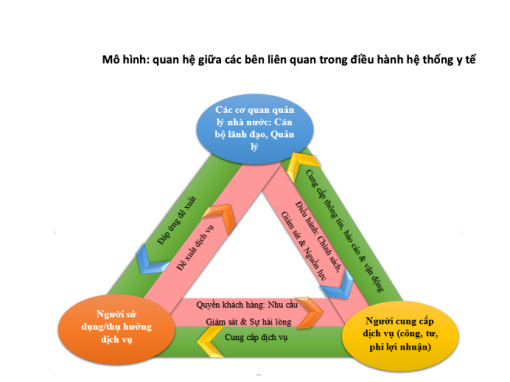 Mô hình: quan hệ giữa các bên liên quan trong điều hành hệ thống y tế
Các cơ quan quản
lý nhà nước: Cán
bộ lãnh đạo, Quản
lý
Đáp ứng đề xuất
Đề xuất dịch vụ
Cung cấp thông tin, báo cáo & vận động
Điều hành: Chính sách,
Giám sát & Nguồn lực
Người sử
dụng/thụ hưởng
dịch vụ
Quyền khách hàng: Nhu cầu
Giám sát & Sự hài lòng
Cung cấp dịch vụ
Người cung cấp
dịch vụ (công, tư,
phi lợi nhuận)